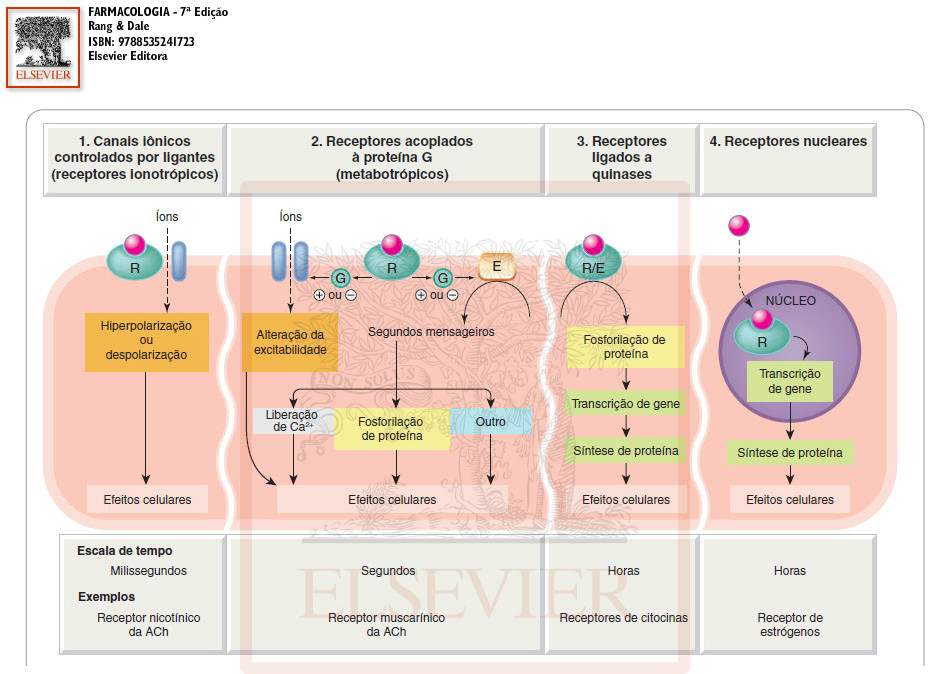 FARMACOLOGIA - 7ª Edição
Rang & Dale
ISBN: 9788535241723
Elsevier Editora
ELSEVIER
1. Canais iônicos
controlados por ligantes
(receptores ionotrópicos)
2. Receptores acoplados
à proteína G
(metabotrópicos)
3. Receptores
ligados a
quinases
4. Receptores nucleares
Íons
R
Hiperpolarização
ou
despolarização
Efeitos celulares
Íons
G
R
G
E
+ ou −
+ ou −
Alteração da
excitabilidade
Segundos mensageiros
Liberação
de Ca²⁺
Fosforilação
de proteína
Outro
Efeitos celulares
R/E
Fosforilação de
proteína
Transcrição de gene
Síntese de proteína
Efeitos celulares
NÚCLEO
R
Transcrição
de gene
Síntese de proteína
Efeitos celulares
NON SOLUS
ELSEVIER
Escala de tempo
Milissegundos
Segundos
Horas
Horas
Exemplos
Receptor nicotínico
da ACh
Receptor muscarínico
da ACh
Receptores de citocinas
Receptor de
estrógenos